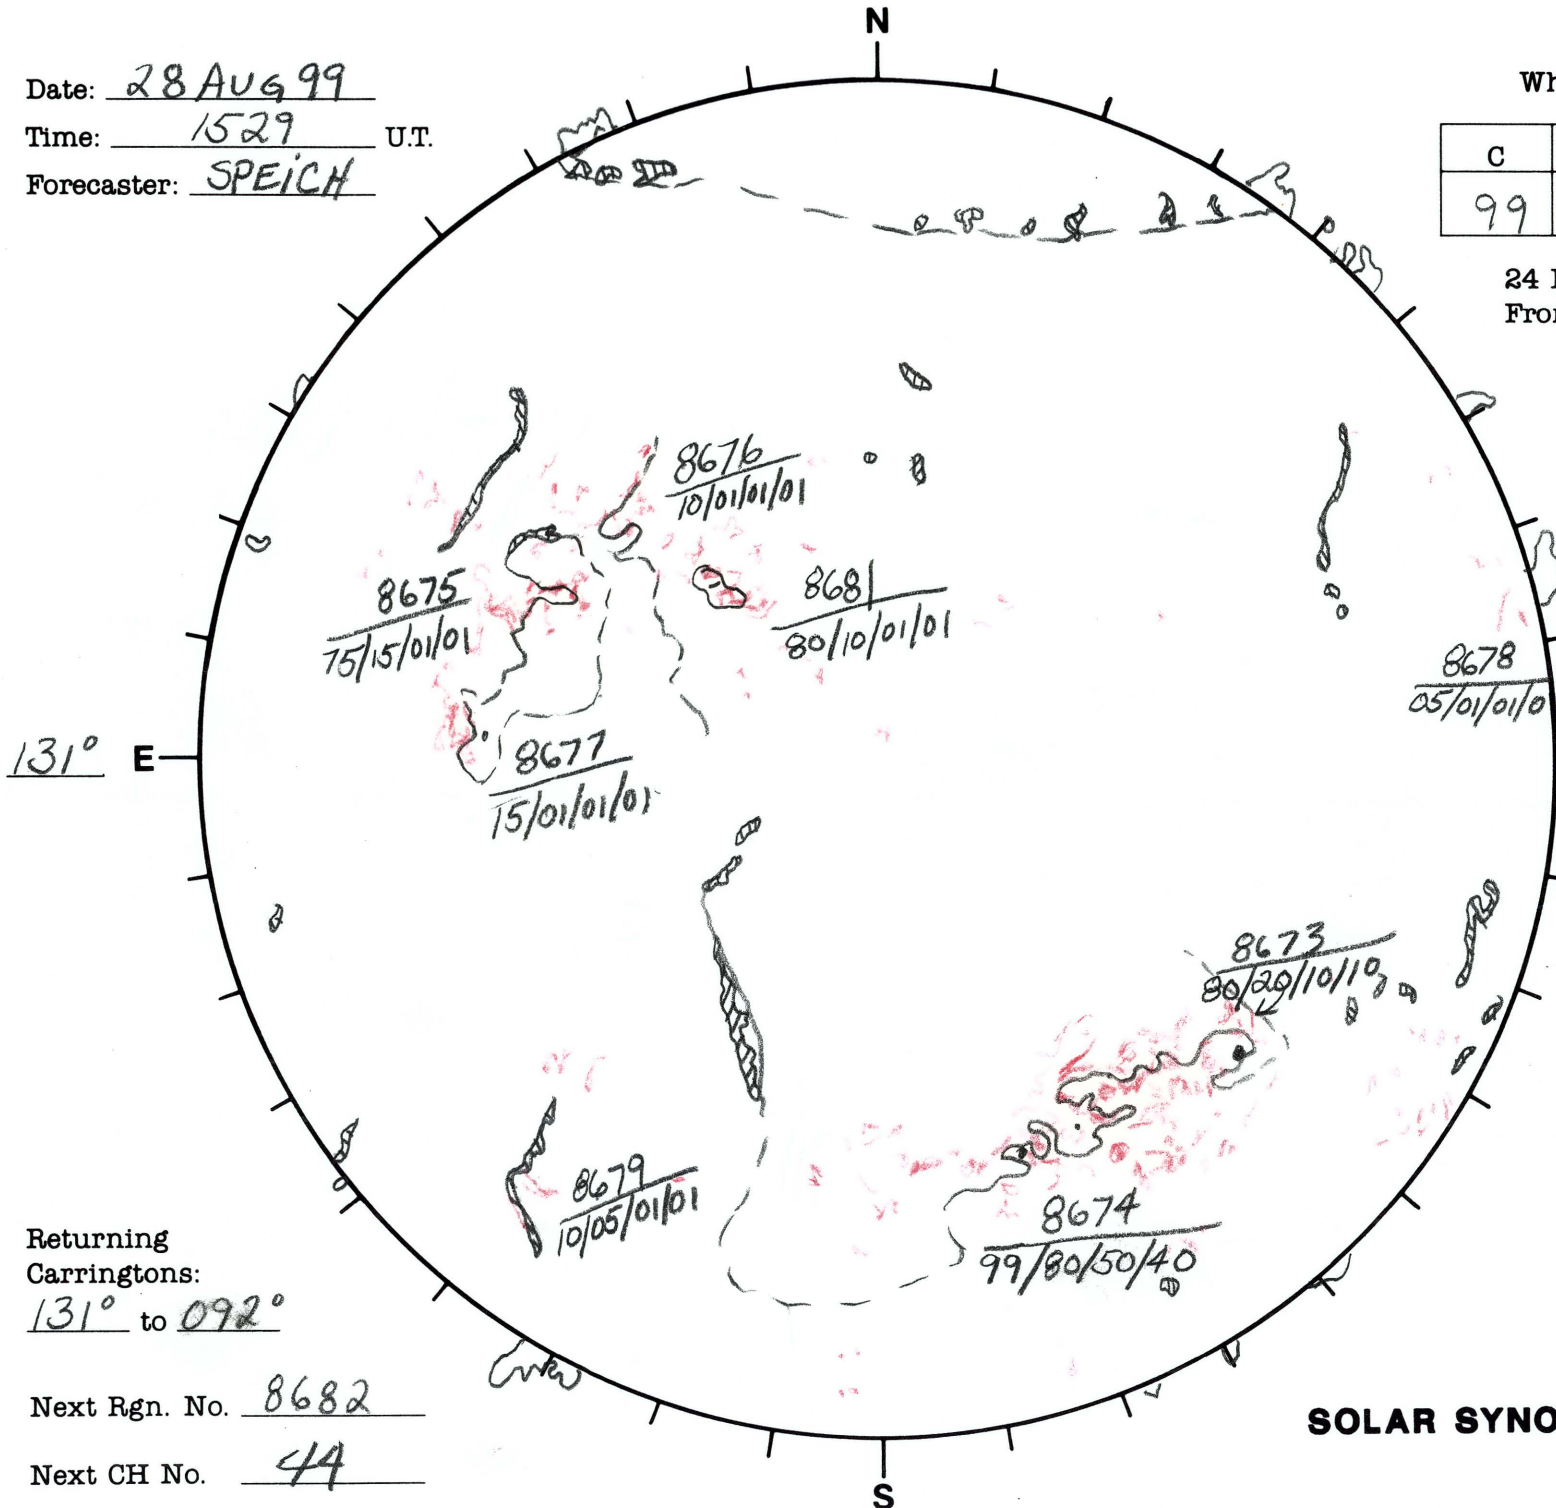 N
Date: 28 AUG 99
Time: 1529 U.T.
Forecaster: SPEICH
Wh
C
99
24 
Fro
8676
10/01/01/01
8675
75/15/01/01
8681
80/10/01/01
8678
05/01/01/0
131° E
8677
15/01/01/01
8673
80/20/10/10
8679
10/05/01/01
8674
99/80/50/40
Returning
Carringtons:
131° to 092°
Next Rgn. No. 8682
Next CH No. 44
SOLAR SYNO
S